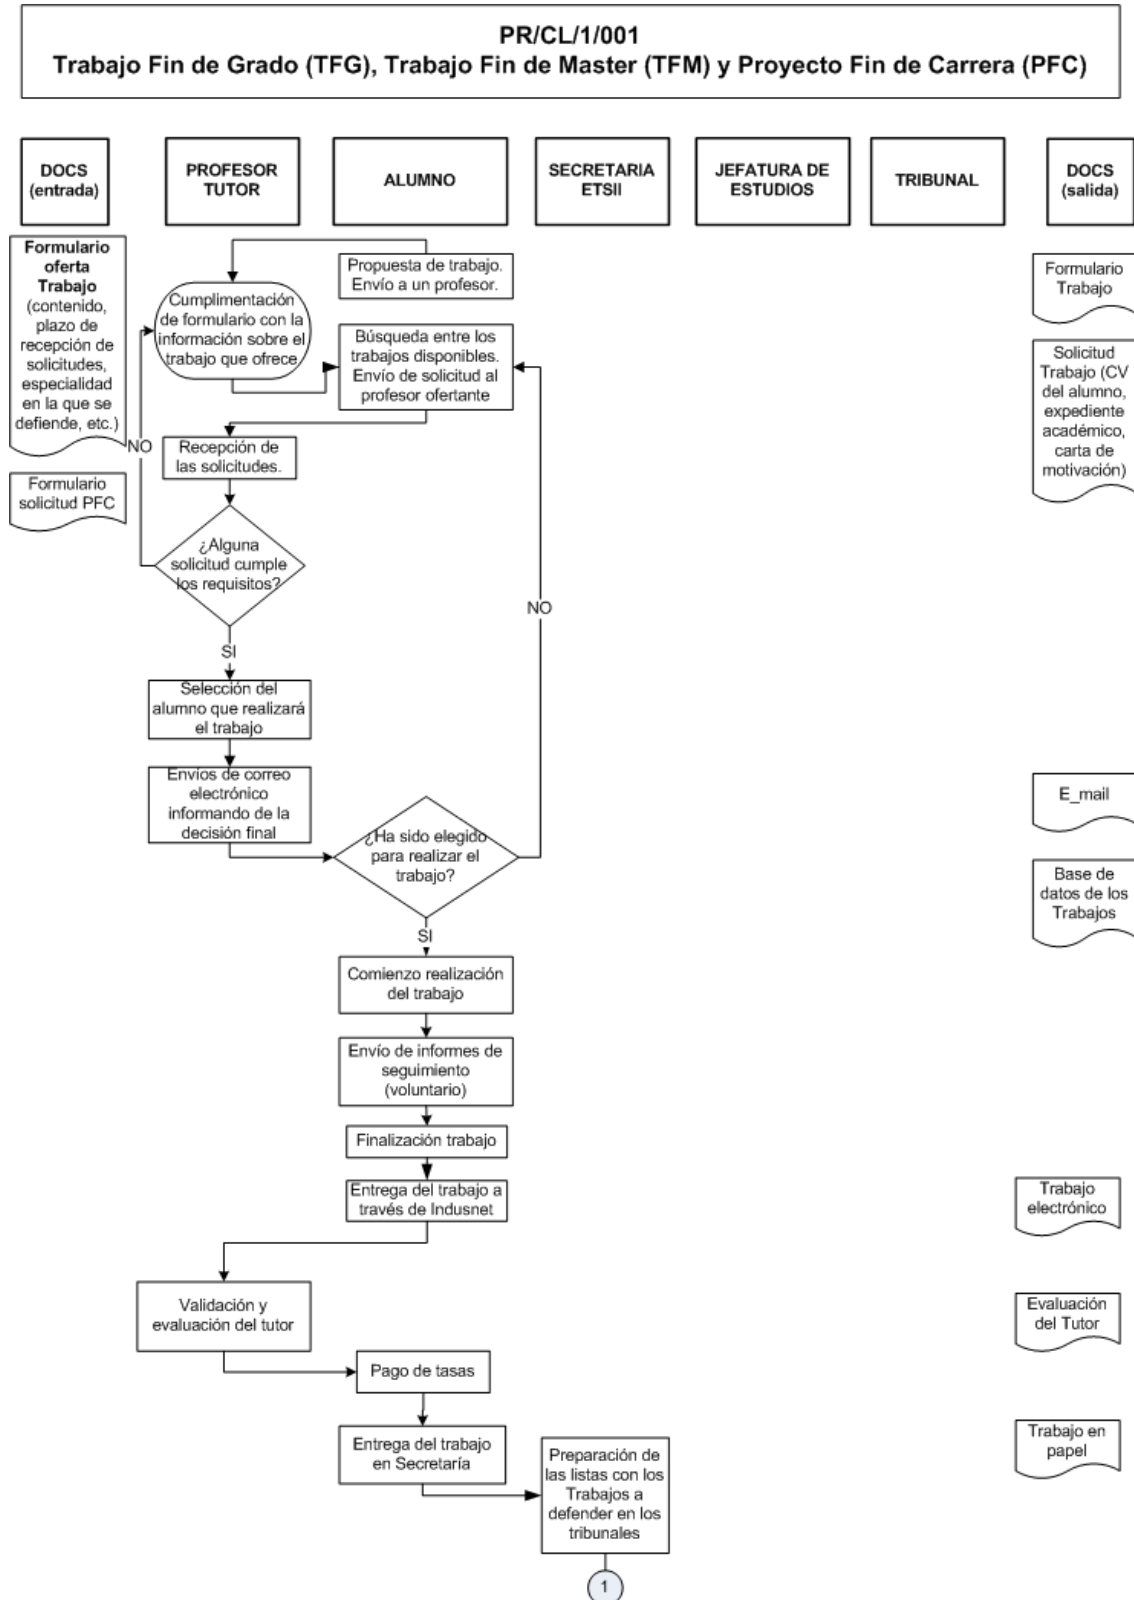 PR/CL/1/001
Trabajo Fin de Grado (TFG), Trabajo Fin de Master (TFM) y Proyecto Fin de Carrera (PFC)
DOCS
(entrada)
PROFESOR
TUTOR
ALUMNO
SECRETARIA
ETSII
JEFATURA DE
ESTUDIOS
TRIBUNAL
DOCS
(salida)
Formulario
oferta
Trabajo
(contenido,
plazo de
recepción de
solicitudes,
especialidad
en la que se
defiende, etc.)
Formulario
solicitud PFC
Propuesta de trabajo.
Envío a un profesor.
Cumplimentación
de formulario con la
información sobre el
trabajo que ofrece
Búsqueda entre los
trabajos disponibles.
Envío de solicitud al
profesor ofertante
Formulario
Trabajo
Solicitud
Trabajo (CV
del alumno,
expediente
académico,
carta de
motivación)
NO
Recepción de
las solicitudes.
¿Alguna
solicitud cumple
los requisitos?
NO
SI
Selección del
alumno que realizará
el trabajo
Envíos de correo
electrónico
informando de la
decisión final
¿Ha sido elegido
para realizar el
trabajo?
E_mail
Base de
datos de los
Trabajos
SI
Comienzo realización
del trabajo
Envío de informes de
seguimiento
(voluntario)
Finalización trabajo
Entrega del trabajo a
través de Indusnet
Trabajo
electrónico
Validación y
evaluación del tutor
Evaluación
del Tutor
Pago de tasas
Entrega del trabajo
en Secretaría
Preparación de
las listas con los
Trabajos a
defender en los
tribunales
Trabajo en
papel
1